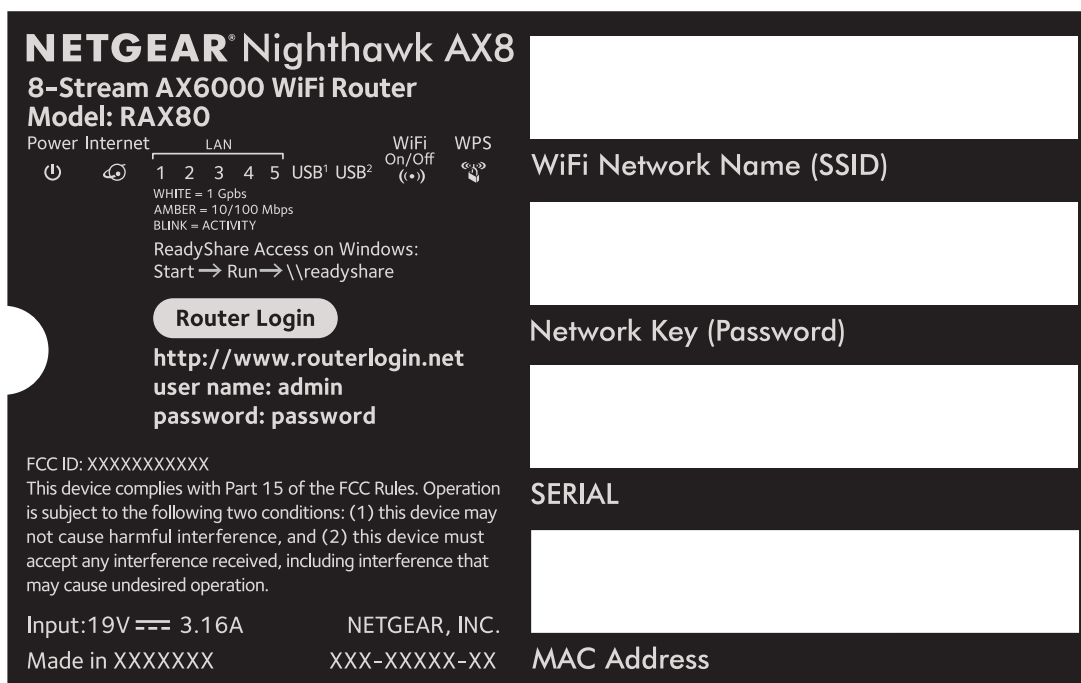 NETGEAR® Nighthawk AX8
8-Stream AX6000 WiFi Router
Model: RAX80
Power Internet LAN WiFi On/Off WPS
1 2 3 4 5 USB¹ USB²
WHITE = 1 Gpbs
AMBER = 10/100 Mbps
BLINK = ACTIVITY
ReadyShare Access on Windows:
Start → Run → \\readyshare
Router Login
http://www.routerlogin.net
user name: admin
password: password
FCC ID: XXXXXXXXXXX
This device complies with Part 15 of the FCC Rules. Operation
is subject to the following two conditions: (1) this device may
not cause harmful interference, and (2) this device must
accept any interference received, including interference that
may cause undesired operation.
Input:19V ⎓ 3.16A NETGEAR, INC.
Made in XXXXXXX XXX-XXXXX-XX
WiFi Network Name (SSID)
Network Key (Password)
SERIAL
MAC Address